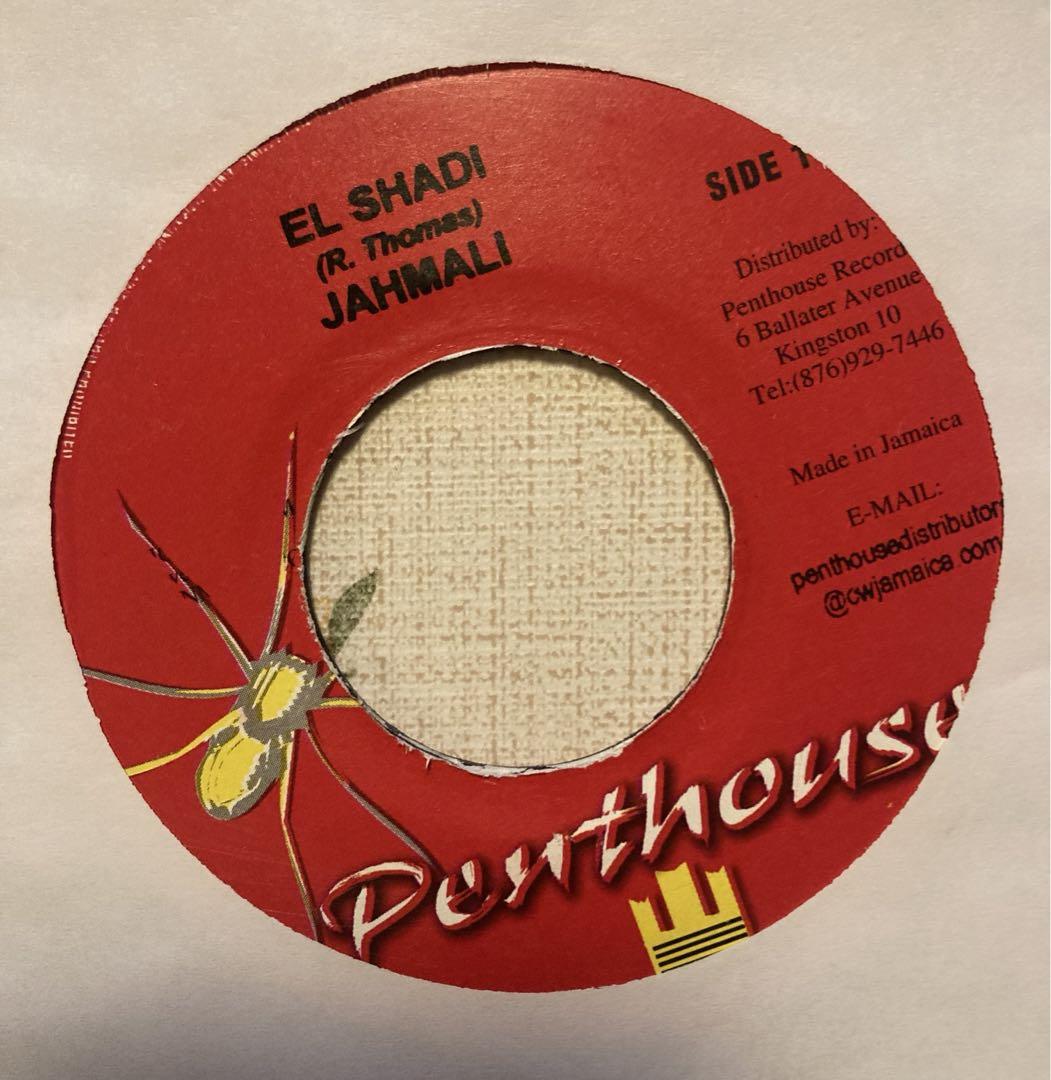 EL SHADI
(R. Thomas)
JAHMALI
SIDE 1
Distributed by:
Penthouse Record
6 Ballater Avenue
Kingston 10
Tel:(876)929-7446
Made in Jamaica
E-MAIL:
penthousedistributor
@cwjamaica.com
Penthouse